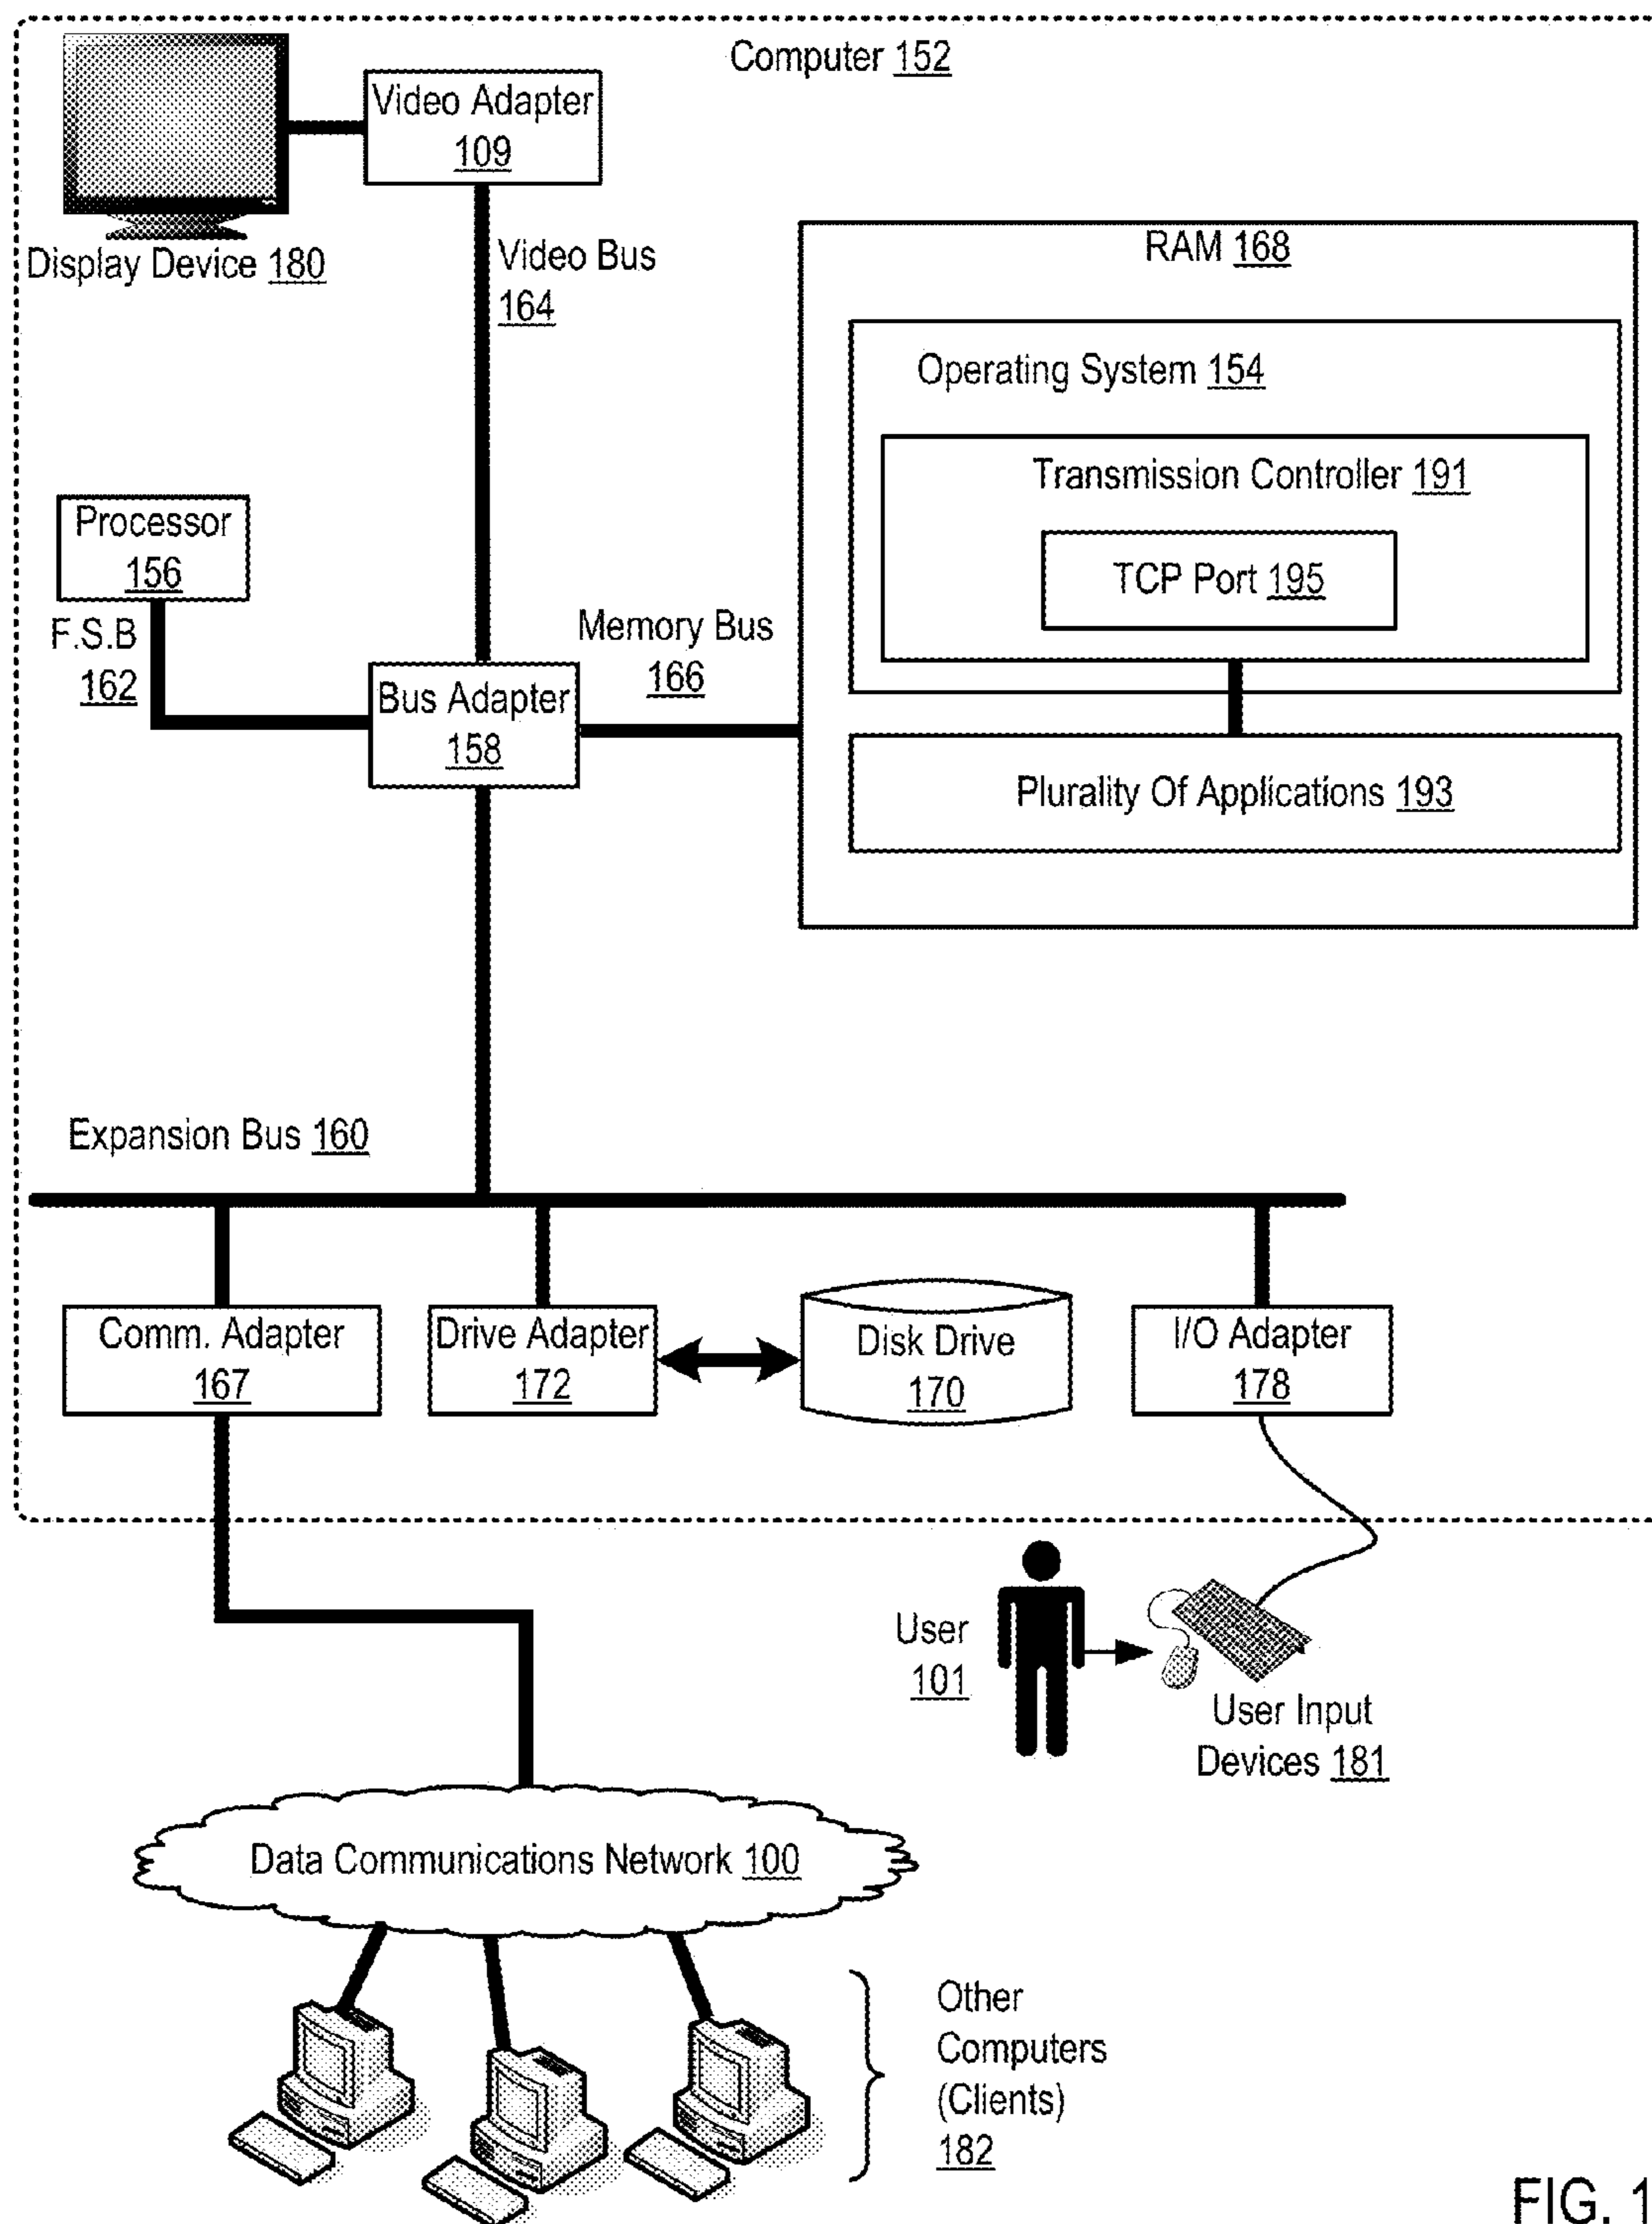 Computer 152
Video Adapter
109
Display Device 180
Video Bus
164
RAM 168
Operating System 154
Transmission Controller 191
TCP Port 195
Processor
156
F.S.B
162
Memory Bus
166
Bus Adapter
158
Plurality Of Applications 193
Expansion Bus 160
Comm. Adapter
167
Drive Adapter
172
Disk Drive
170
I/O Adapter
178
User
101
User Input
Devices 181
Data Communications Network 100
Other
Computers
(Clients)
182
FIG. 1